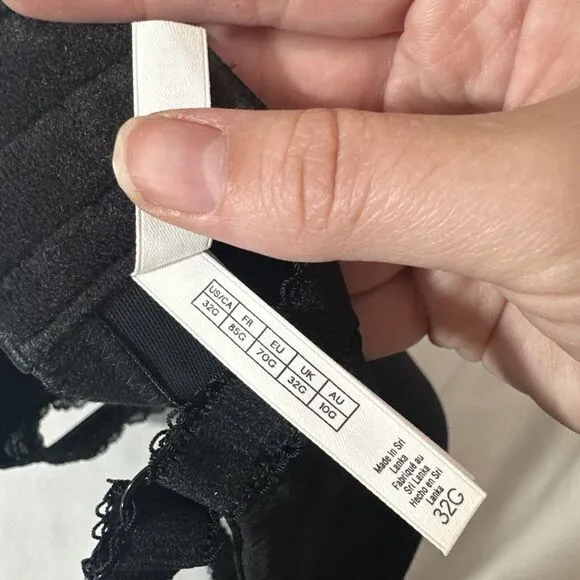 US/CA FR EU UK AU
32G 85G 70G 32G 10G
Made in Sri
Lanka
Fabriqué au
Sri Lanka
Hecho en Sri
Lanka
32G